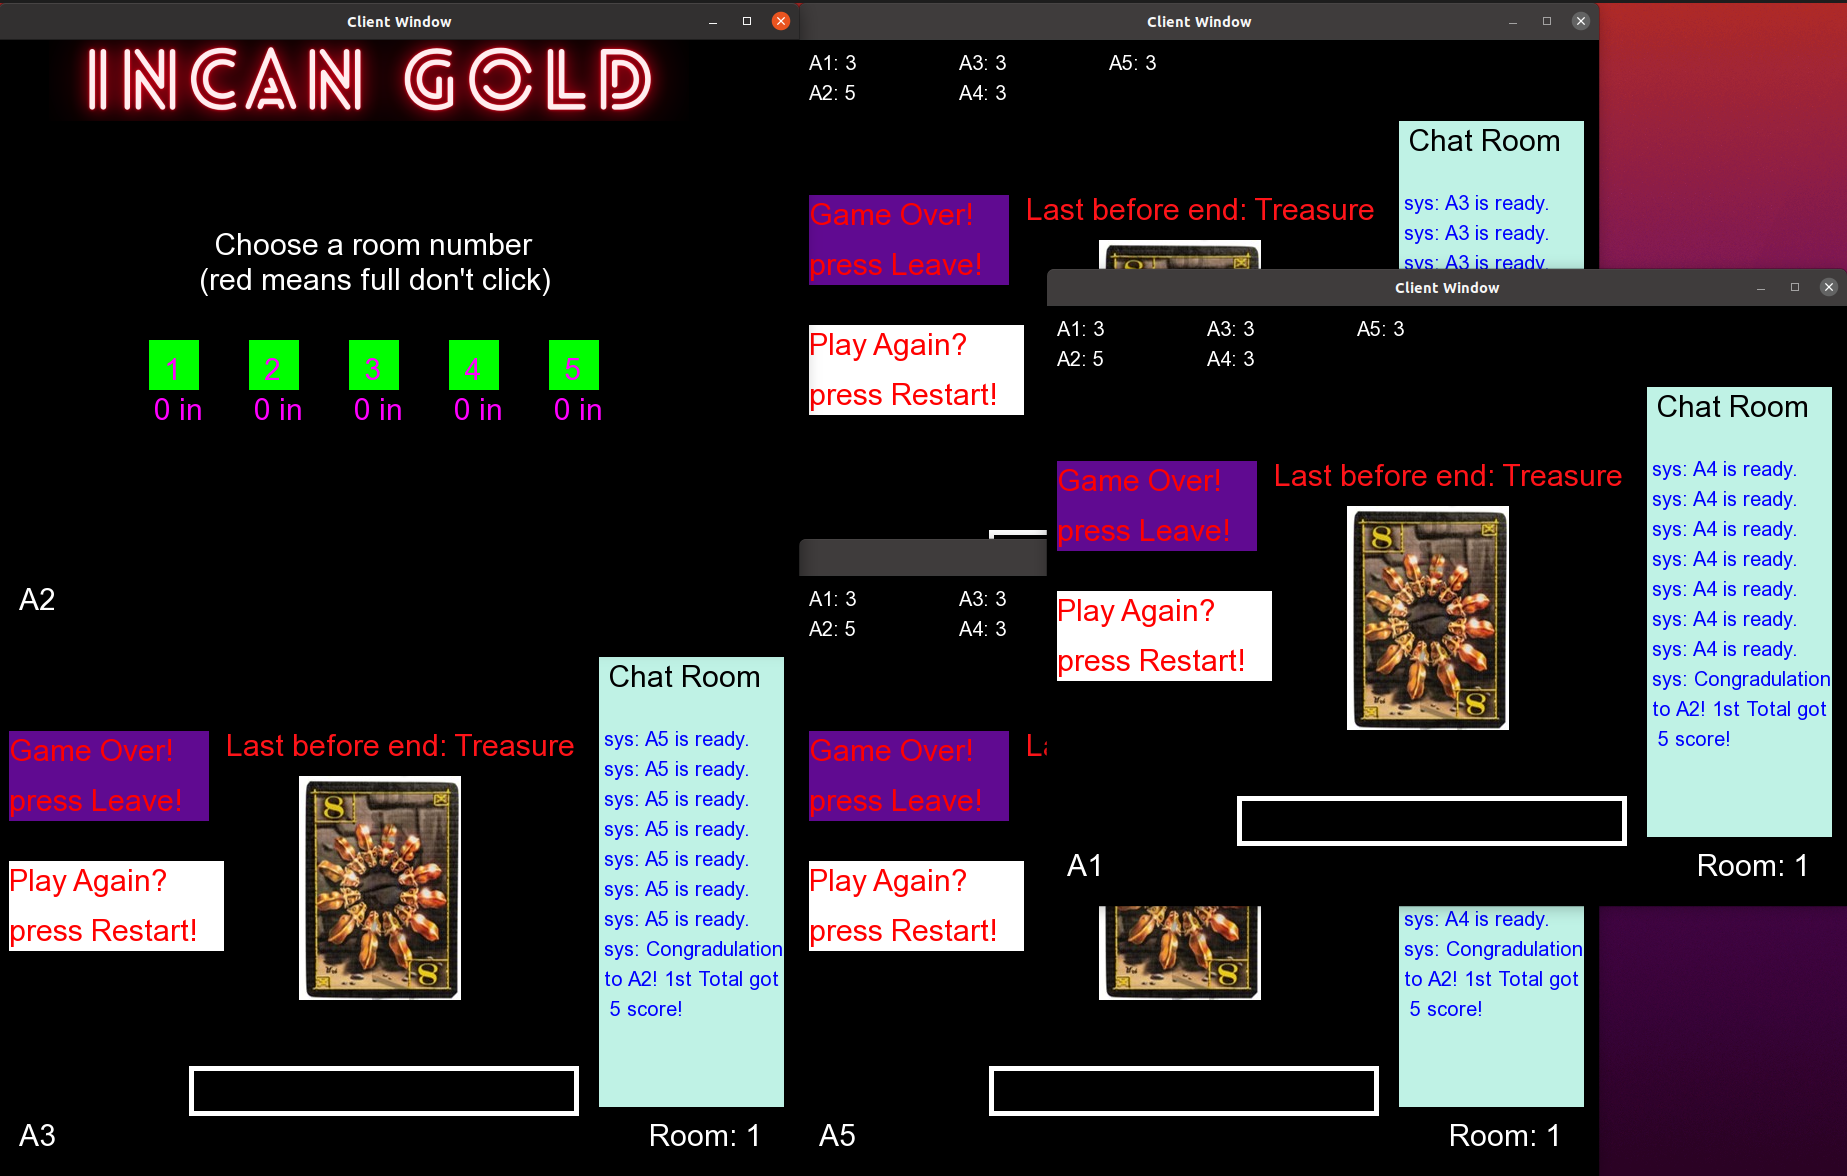 Client Window
INCAN GOLD
Choose a room number
(red means full don't click)
1 2 3 4 5
0 in 0 in 0 in 0 in 0 in
A2
Client Window
A1: 3 A3: 3 A5: 3
A2: 5 A4: 3
Chat Room
sys: A3 is ready.
sys: A3 is ready.
sys: A3 is ready.
Game Over!
press Leave!
Last before end: Treasure
8
Play Again?
press Restart!
Client Window
A1: 3 A3: 3 A5: 3
A2: 5 A4: 3
Chat Room
sys: A4 is ready.
sys: A4 is ready.
sys: A4 is ready.
sys: A4 is ready.
sys: A4 is ready.
sys: A4 is ready.
sys: A4 is ready.
sys: Congradulation
to A2! 1st Total got
5 score!
Game Over!
press Leave!
Last before end: Treasure
8
8
Play Again?
press Restart!
A1
Room: 1
Chat Room
sys: A5 is ready.
sys: A5 is ready.
sys: A5 is ready.
sys: A5 is ready.
sys: A5 is ready.
sys: A5 is ready.
sys: A5 is ready.
sys: Congradulation
to A2! 1st Total got
5 score!
Game Over!
press Leave!
Last before end: Treasure
8
8
Play Again?
press Restart!
A3
Room: 1
A1: 3 A3: 3
A2: 5 A4: 3
Game Over!
press Leave!
Play Again?
press Restart!
8
sys: A4 is ready.
sys: Congradulation
to A2! 1st Total got
5 score!
A5
Room: 1